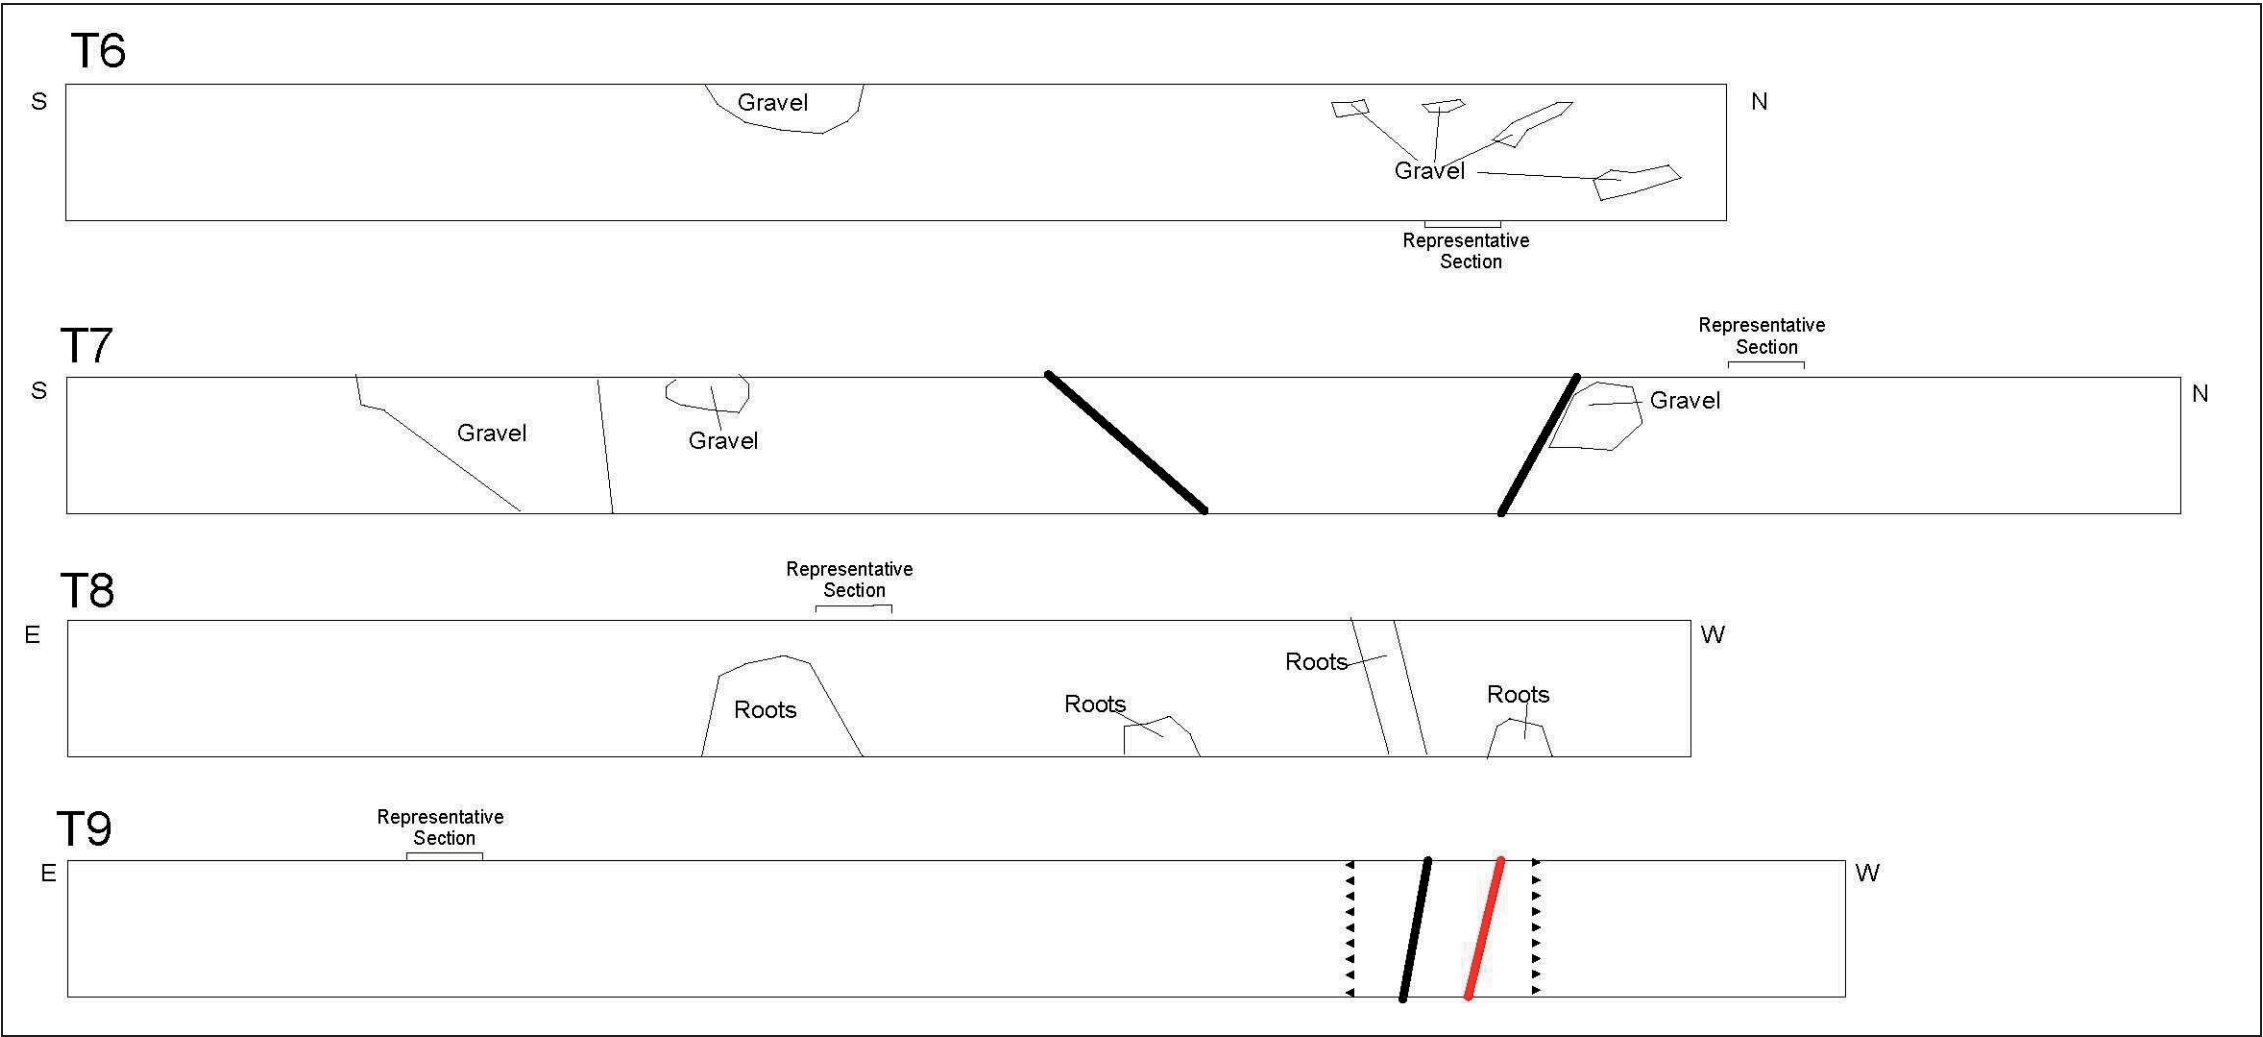 T6
S
Gravel
N
Gravel
Representative
Section
T7
Representative
Section
S
N
Gravel
Gravel
Gravel
Representative
Section
T8
E
W
Roots
Roots
Roots
Roots
Representative
Section
T9
E
W